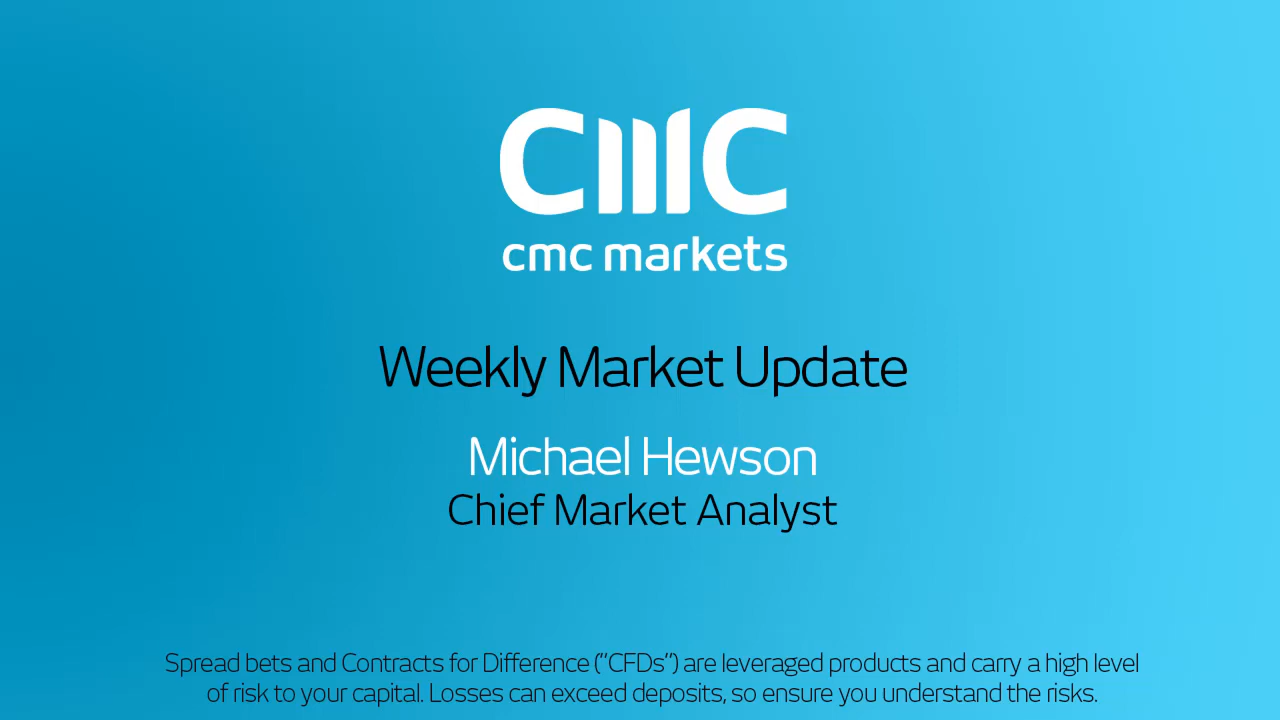 CMC
cmc markets
Weekly Market Update
Michael Hewson
Chief Market Analyst
Spread bets and Contracts for Difference (”CFDs”) are leveraged products and carry a high level
of risk to your capital. Losses can exceed deposits, so ensure you understand the risks.